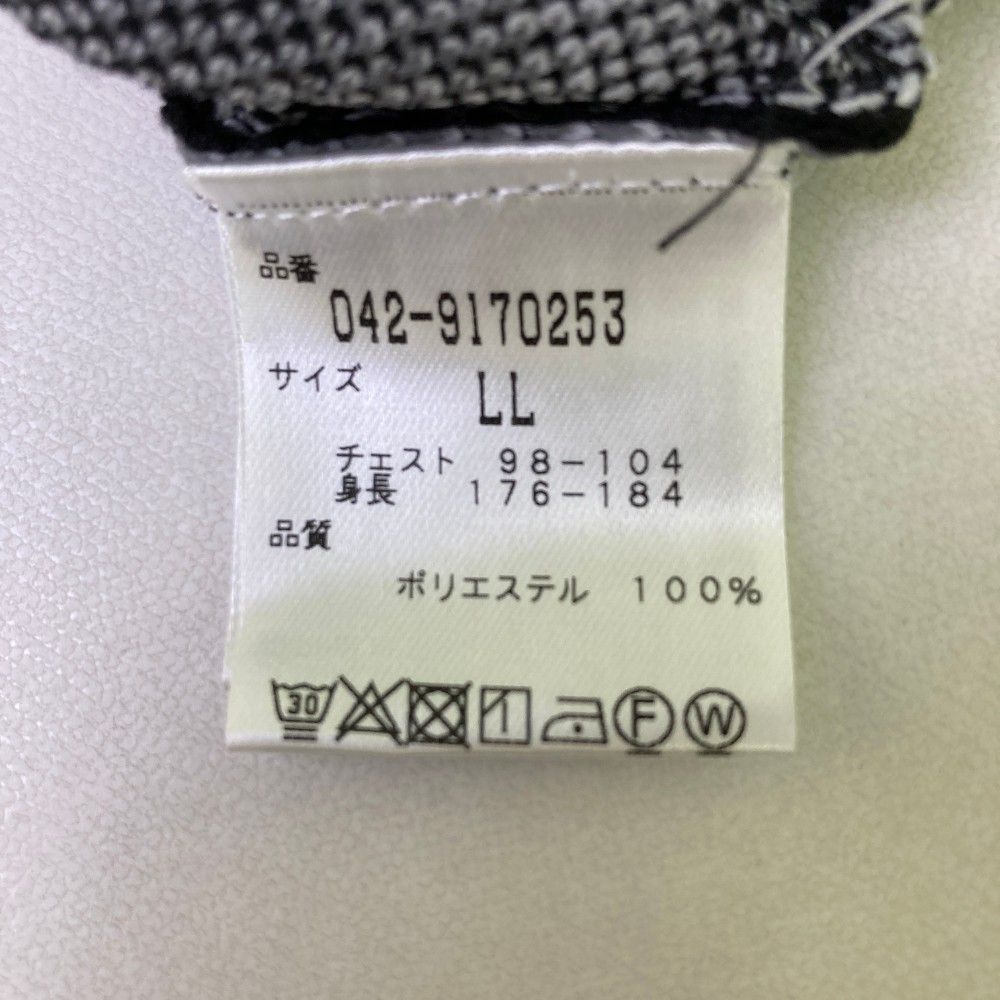 品番
042-9170253
サイズ
LL
チェスト 98-104
身長 176-184
品質
ポリエステル 100%
30 F W